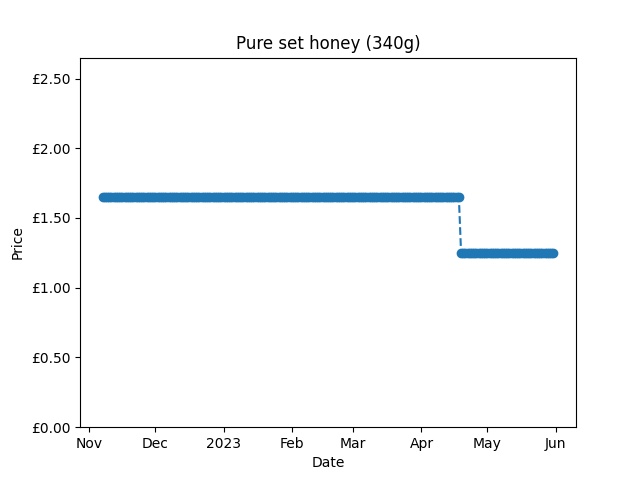 Pure set honey (340g)
£2.50
£2.00
£1.50
£1.00
£0.50
£0.00
Price
Nov Dec 2023 Feb Mar Apr May Jun
Date